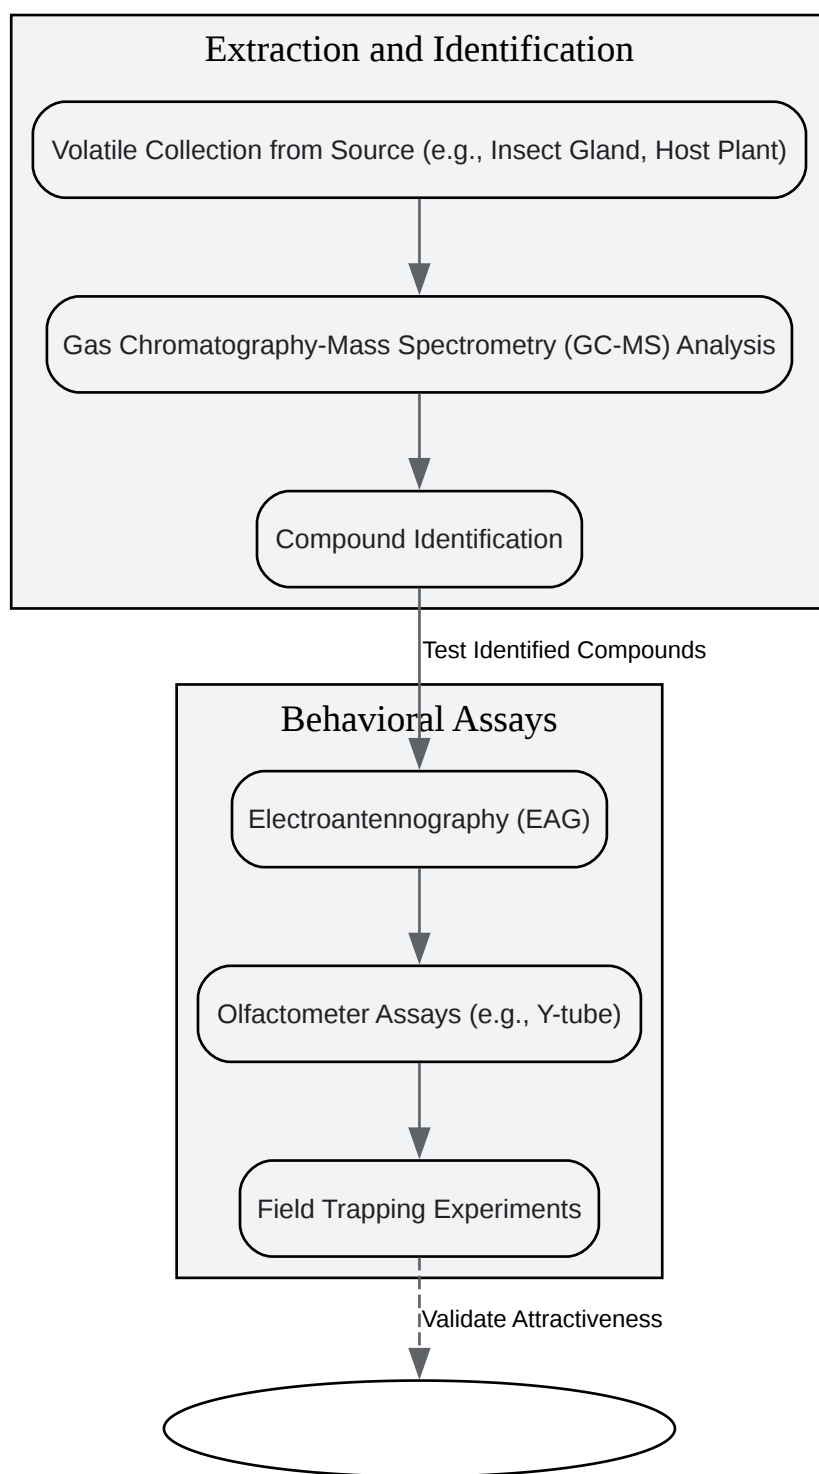 Extraction and Identification
Volatile Collection from Source (e.g., Insect Gland, Host Plant)
Gas Chromatography-Mass Spectrometry (GC-MS) Analysis
Compound Identification
Test Identified Compounds
Behavioral Assays
Electroantennography (EAG)
Olfactometer Assays (e.g., Y-tube)
Field Trapping Experiments
Validate Attractiveness